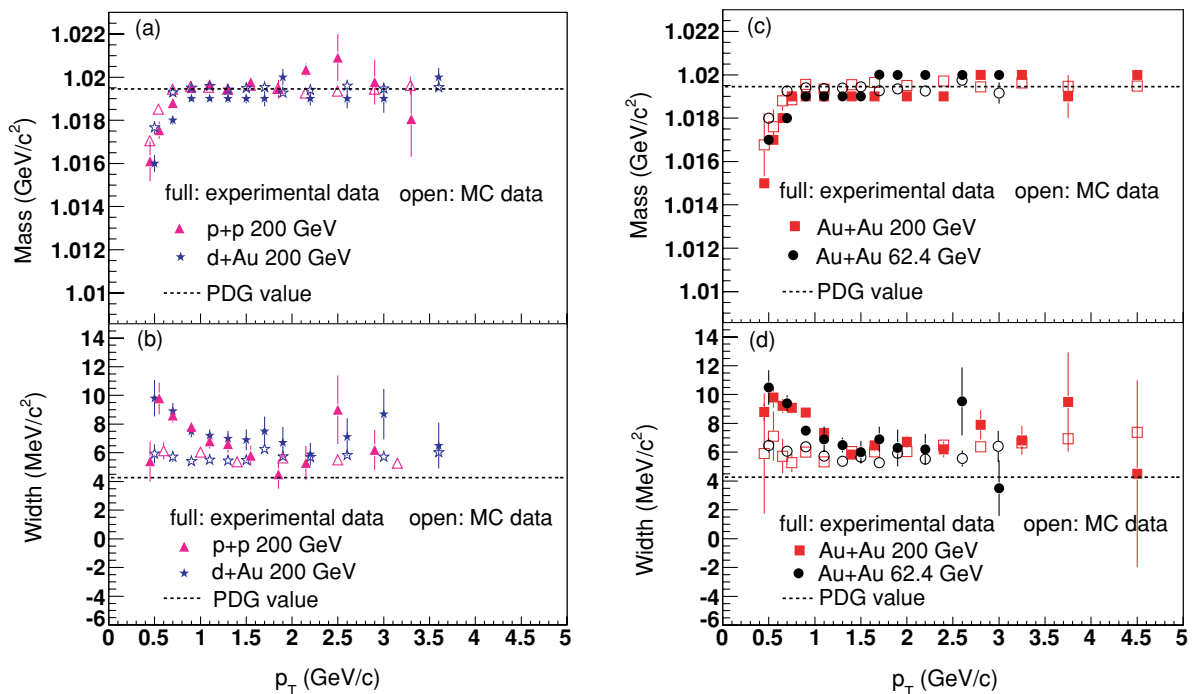 (a)
1.022
1.02
1.018
1.016
1.014
1.012
1.01
Mass (GeV/c²)
full: experimental data open: MC data
p+p 200 GeV
d+Au 200 GeV
PDG value
(b)
14
12
10
8
6
4
2
0
-2
-4
-6
Width (MeV/c²)
full: experimental data open: MC data
p+p 200 GeV
d+Au 200 GeV
PDG value
0 0.5 1 1.5 2 2.5 3 3.5 4 4.5 5
p_T (GeV/c)
(c)
1.022
1.02
1.018
1.016
1.014
1.012
1.01
Mass (GeV/c²)
full: experimental data open: MC data
Au+Au 200 GeV
Au+Au 62.4 GeV
PDG value
(d)
14
12
10
8
6
4
2
0
-2
-4
-6
Width (MeV/c²)
full: experimental data open: MC data
Au+Au 200 GeV
Au+Au 62.4 GeV
PDG value
0 0.5 1 1.5 2 2.5 3 3.5 4 4.5 5
p_T (GeV/c)